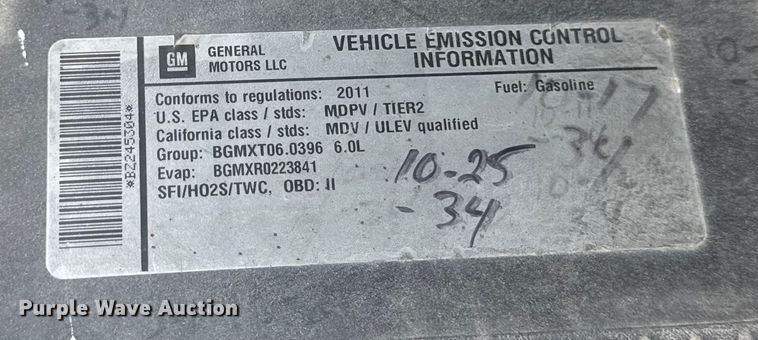 -34
GM
GENERAL
MOTORS LLC
VEHICLE EMISSION CONTROL
INFORMATION
Conforms to regulations: 2011
Fuel: Gasoline
U.S. EPA class / stds: MDPV / TIER2
California class / stds: MDV / ULEV qualified
Group: BGMXT06.0396 6.0L
Evap: BGMXR0223841
SFI/HO2S/TWC, OBD: II
*BZ245304*
10-25
-34
-34
Purple Wave Auction